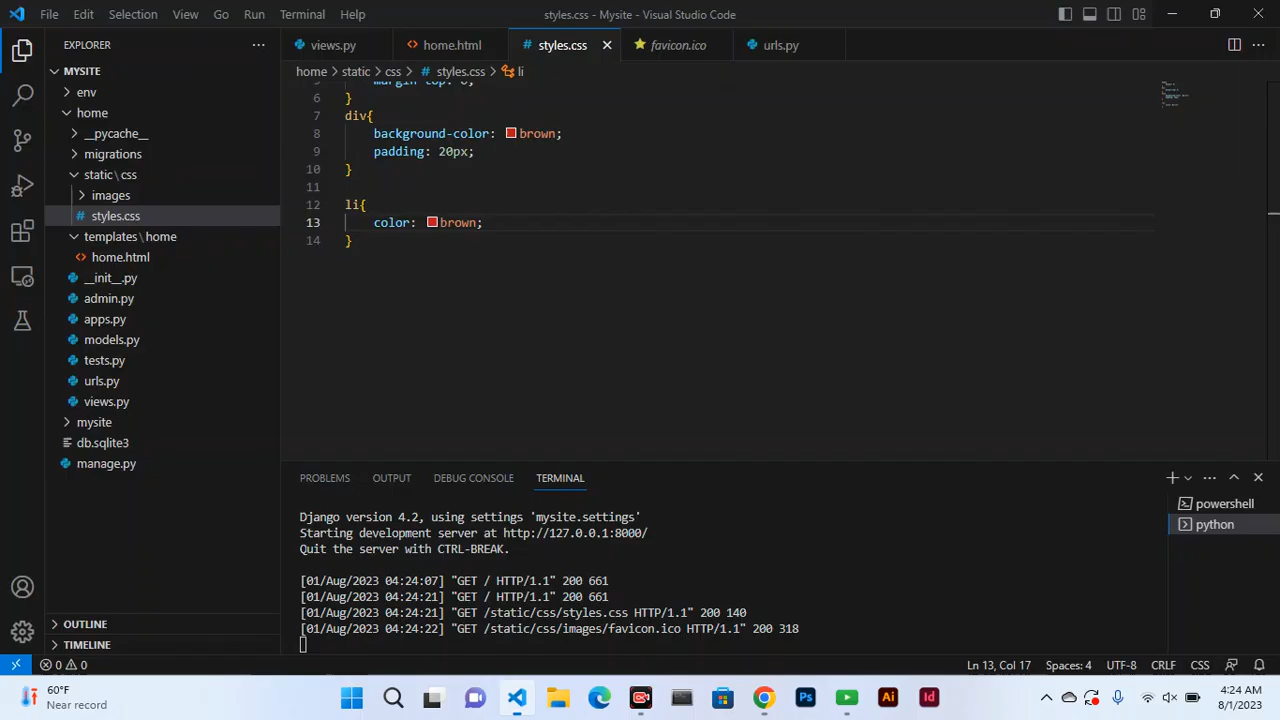 File Edit Selection View Go Run Terminal Help
styles.css - Mysite - Visual Studio Code
EXPLORER
views.py home.html styles.css favicon.ico urls.py
home > static > css > # styles.css > li
MYSITE
env
home
__pycache__
migrations
static\css
images
# styles.css
templates\home
<> home.html
__init__.py
admin.py
apps.py
models.py
tests.py
urls.py
views.py
mysite
db.sqlite3
manage.py
OUTLINE
TIMELINE
6 }
7 div{
8 background-color: brown;
9 padding: 20px;
10 }
11
12 li{
13 color: brown;
14 }
PROBLEMS OUTPUT DEBUG CONSOLE TERMINAL
powershell
python
Django version 4.2, using settings 'mysite.settings'
Starting development server at http://127.0.0.1:8000/
Quit the server with CTRL-BREAK.
[01/Aug/2023 04:24:07] "GET / HTTP/1.1" 200 661
[01/Aug/2023 04:24:21] "GET / HTTP/1.1" 200 661
[01/Aug/2023 04:24:21] "GET /static/css/styles.css HTTP/1.1" 200 140
[01/Aug/2023 04:24:22] "GET /static/css/images/favicon.ico HTTP/1.1" 200 318
0 0 Ln 13, Col 17 Spaces: 4 UTF-8 CRLF CSS
60°F
Near record
Ps Ai Id
4:24 AM
8/1/2023